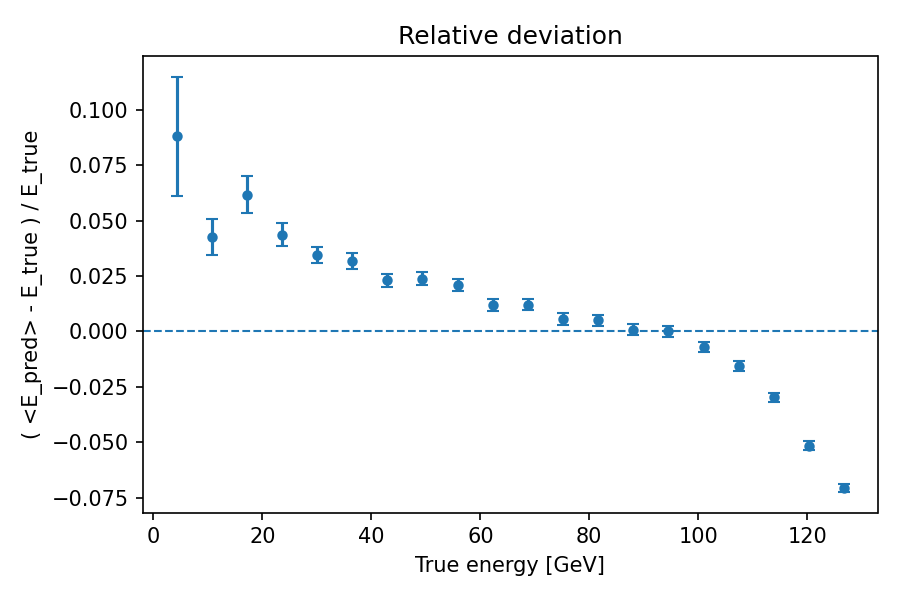 Relative deviation
( <E_pred> - E_true ) / E_true
0.100
0.075
0.050
0.025
0.000
−0.025
−0.050
−0.075
0 20 40 60 80 100 120
True energy [GeV]